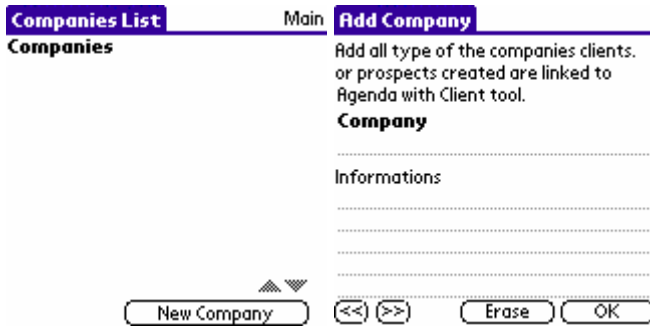 Companies List Main
Companies
New Company
Add Company
Add all type of the companies clients.
or prospects created are linked to
Agenda with Client tool.
Company
Informations
<< >> Erase OK